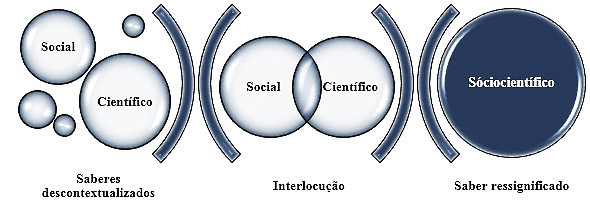 Social
Científico
Social
Científico
Sóciocientífico
Saberes
descontextualizados
Interlocução
Saber ressignificado